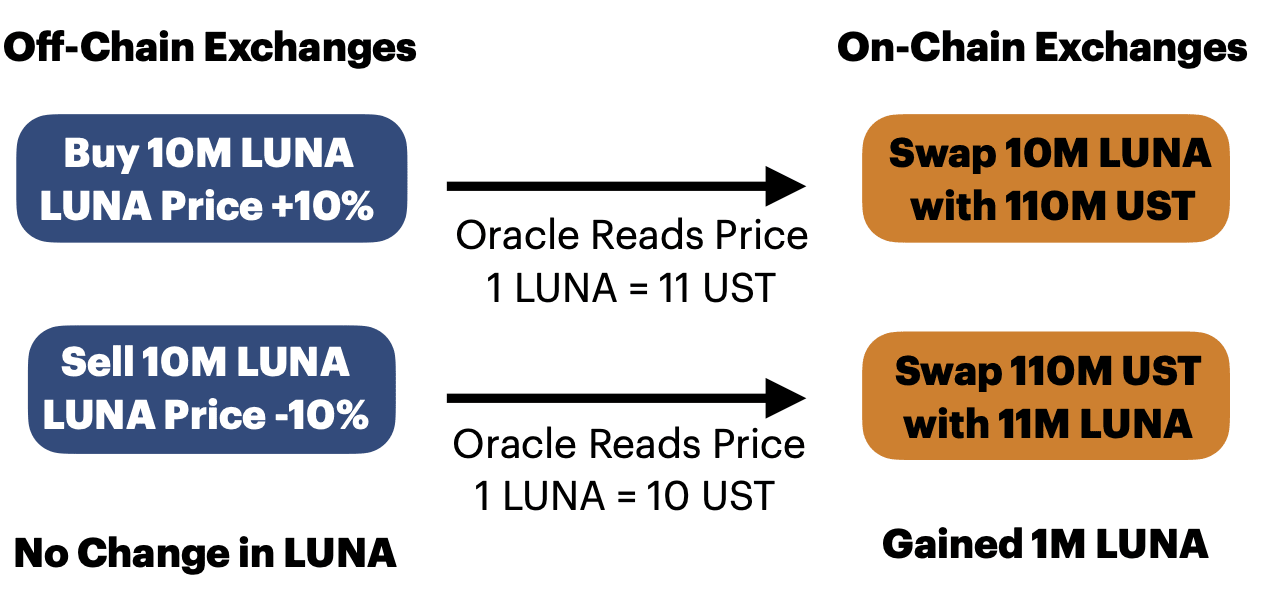 Off-Chain Exchanges
On-Chain Exchanges
Buy 10M LUNA
LUNA Price +10%
Oracle Reads Price
1 LUNA = 11 UST
Swap 10M LUNA
with 110M UST
Sell 10M LUNA
LUNA Price -10%
Oracle Reads Price
1 LUNA = 10 UST
Swap 110M UST
with 11M LUNA
No Change in LUNA
Gained 1M LUNA